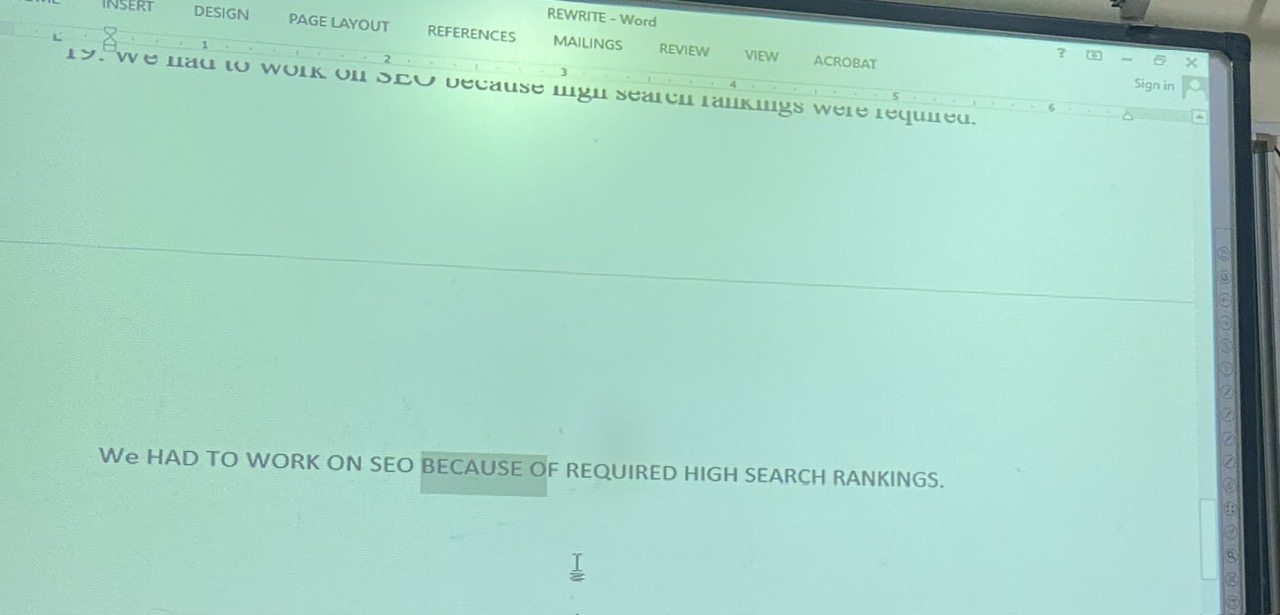 REWRITE - Word
INSERT DESIGN PAGE LAYOUT REFERENCES MAILINGS REVIEW VIEW ACROBAT
Sign in
1 2 3 4 5 6
19. We had to work on SEO because high search rankings were required.
We HAD TO WORK ON SEO BECAUSE OF REQUIRED HIGH SEARCH RANKINGS.